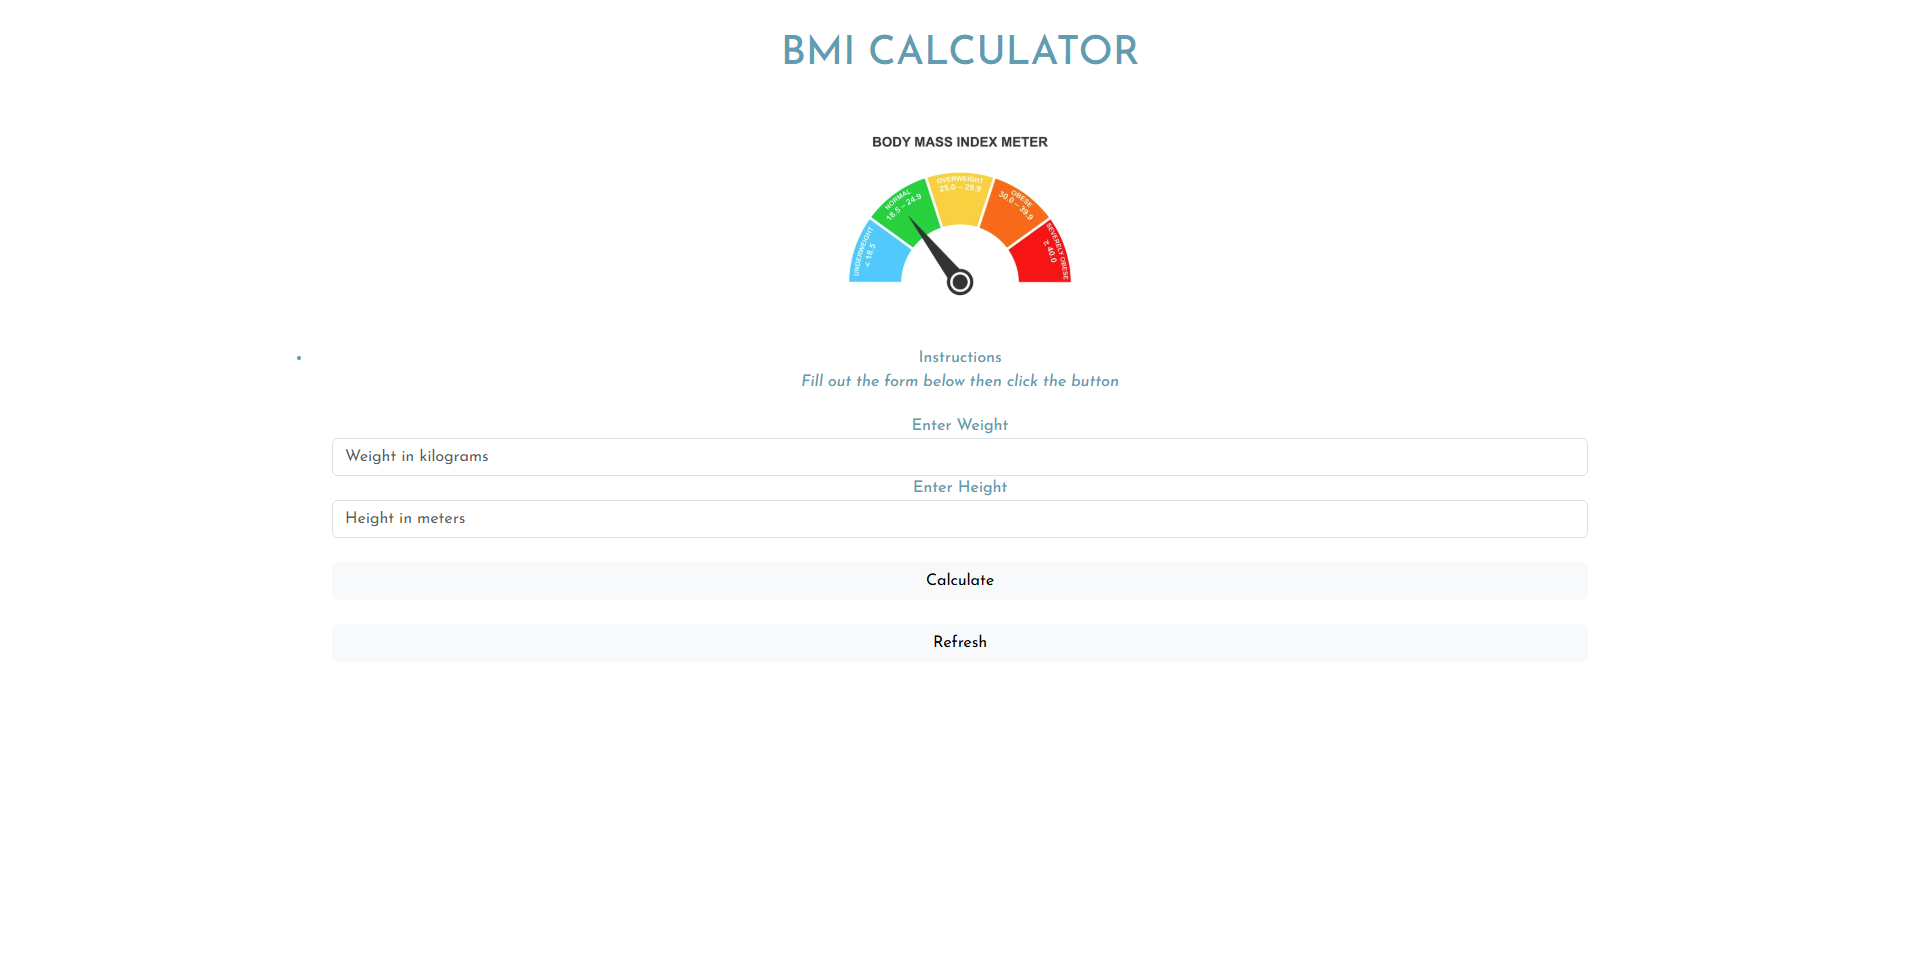 BMI CALCULATOR
BODY MASS INDEX METER
UNDERWEIGHT
< 18.5
NORMAL
18.5 – 24.9
OVERWEIGHT
25.0 – 29.9
OBESE
30.0 – 39.9
SEVERELY OBESE
≥ 40.0
Instructions
Fill out the form below then click the button
Enter Weight
Weight in kilograms
Enter Height
Height in meters
Calculate
Refresh